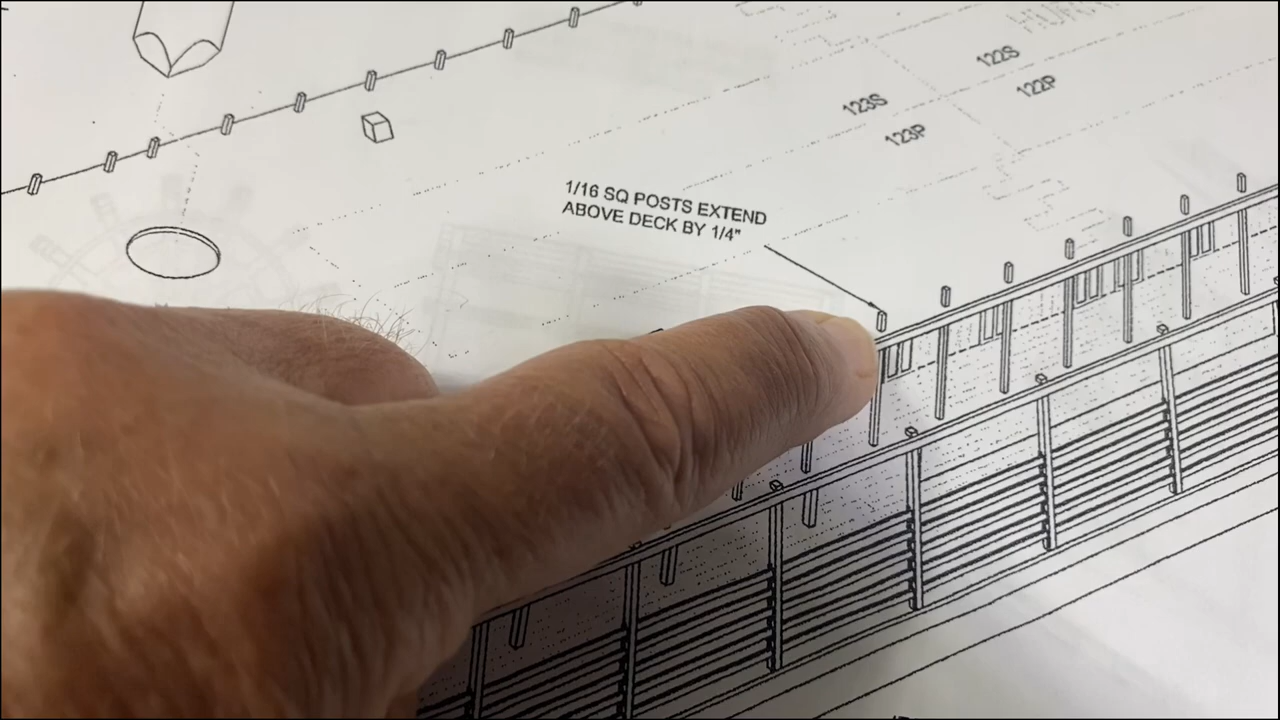 122S
122P
123S
123P
1/16 SQ POSTS EXTEND
ABOVE DECK BY 1/4"